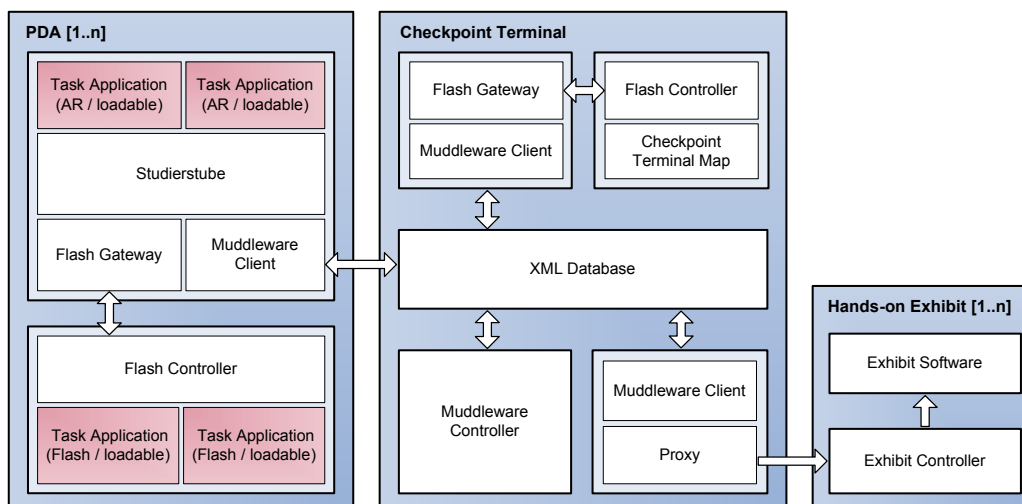 PDA [1..n]
Task Application
(AR / loadable)
Task Application
(AR / loadable)
Studierstube
Flash Gateway
Muddleware
Client
Flash Controller
Task Application
(Flash / loadable)
Task Application
(Flash / loadable)
Checkpoint Terminal
Flash Gateway
Muddleware Client
Flash Controller
Checkpoint
Terminal Map
XML Database
Muddleware
Controller
Muddleware Client
Proxy
Hands-on Exhibit [1..n]
Exhibit Software
Exhibit Controller